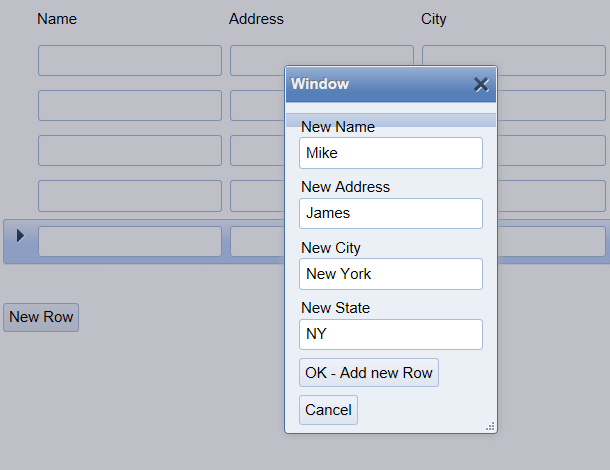 Name Address City
Window
New Name
Mike
New Address
James
New City
New York
New State
NY
New Row
OK - Add new Row
Cancel